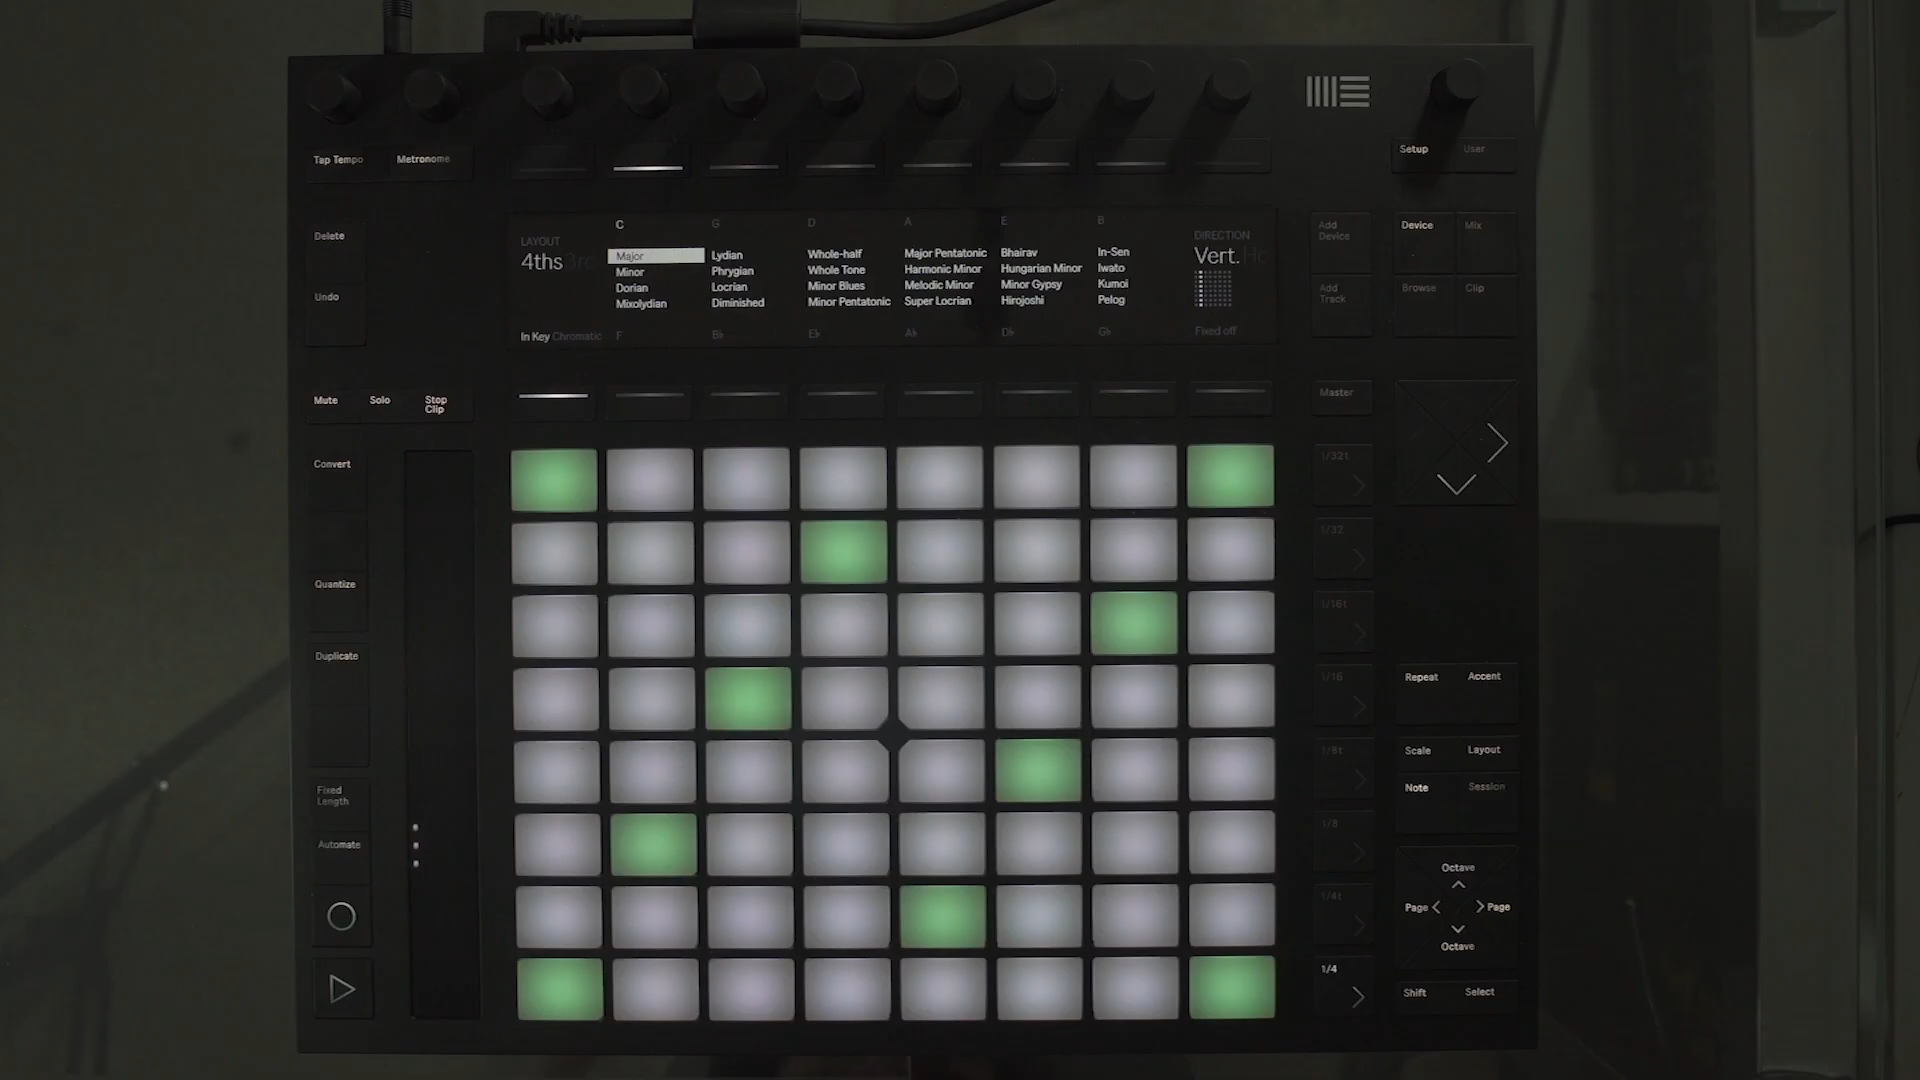 Tap Tempo
Metronome
Setup
User
Delete
Undo
LAYOUT
4ths 3rd
In Key Chromatic
C
G
D
A
E
B
Major
Minor
Dorian
Mixolydian
Lydian
Phrygian
Locrian
Diminished
Whole-half
Whole Tone
Minor Blues
Minor Pentatonic
Major Pentatonic
Harmonic Minor
Melodic Minor
Super Locrian
Bhairav
Hungarian Minor
Minor Gypsy
Hirojoshi
In-Sen
Iwato
Kumoi
Pelog
F
B♭
E♭
A♭
D♭
G♭
DIRECTION
Vert. Ho
Fixed off
Add
Device
Add
Track
Device
Mix
Browse
Clip
Mute
Solo
Stop
Clip
Master
Convert
Quantize
Duplicate
Fixed
Length
Automate
1/32t
1/32
1/16t
1/16
1/8t
1/8
1/4t
1/4
Repeat
Accent
Scale
Layout
Note
Session
Octave
Page
Page
Octave
Shift
Select